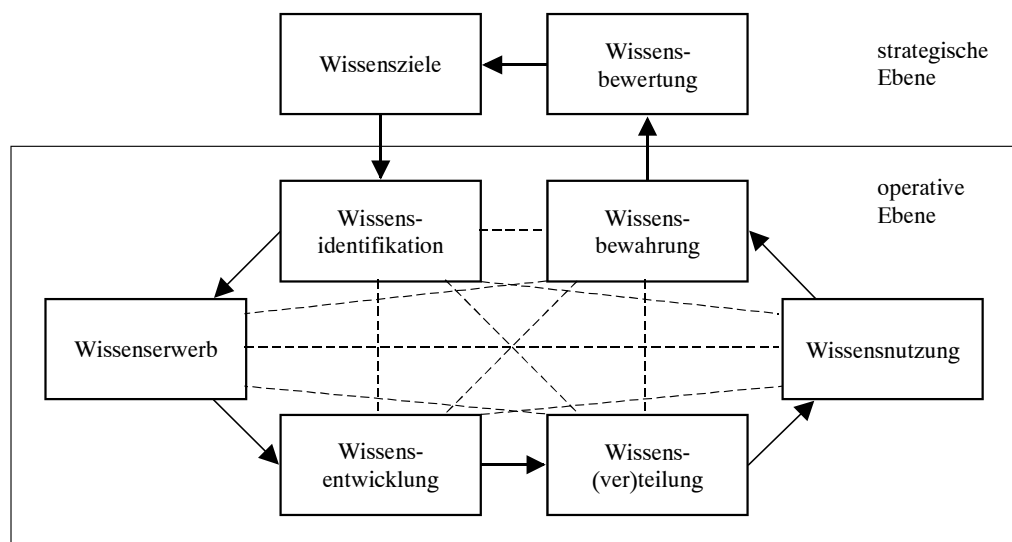 Wissensziele
Wissens-
bewertung
strategische
Ebene
operative
Ebene
Wissens-
identifikation
Wissens-
bewahrung
Wissenserwerb
Wissensnutzung
Wissens-
entwicklung
Wissens-
(ver)teilung